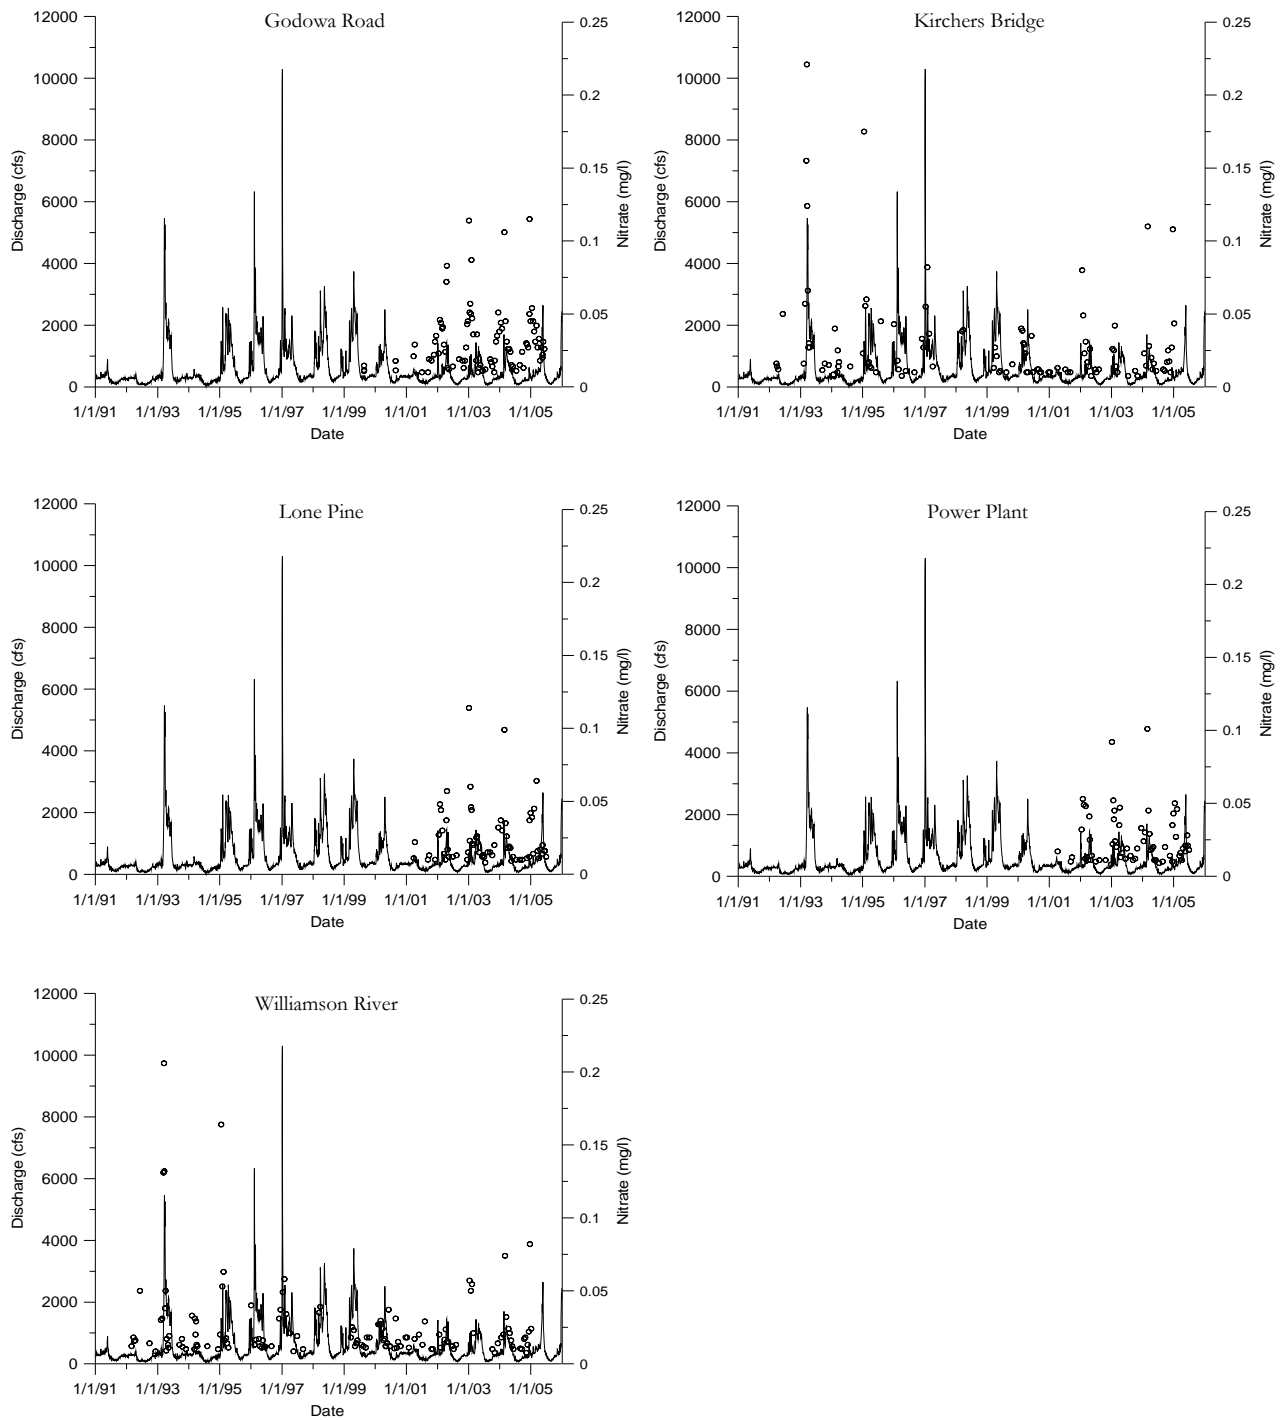 Godowa Road
12000
10000
8000
6000
4000
2000
0
Discharge (cfs)
0.25
0.2
0.15
0.1
0.05
0
Nitrate (mg/l)
1/1/91 1/1/93 1/1/95 1/1/97 1/1/99 1/1/01 1/1/03 1/1/05
Date
Kirchers Bridge
12000
10000
8000
6000
4000
2000
0
Discharge (cfs)
0.25
0.2
0.15
0.1
0.05
0
Nitrate (mg/l)
1/1/91 1/1/93 1/1/95 1/1/97 1/1/99 1/1/01 1/1/03 1/1/05
Date
Lone Pine
12000
10000
8000
6000
4000
2000
0
Discharge (cfs)
0.25
0.2
0.15
0.1
0.05
0
Nitrate (mg/l)
1/1/91 1/1/93 1/1/95 1/1/97 1/1/99 1/1/01 1/1/03 1/1/05
Date
Power Plant
12000
10000
8000
6000
4000
2000
0
Discharge (cfs)
0.25
0.2
0.15
0.1
0.05
0
Nitrate (mg/l)
1/1/91 1/1/93 1/1/95 1/1/97 1/1/99 1/1/01 1/1/03 1/1/05
Date
Williamson River
12000
10000
8000
6000
4000
2000
0
Discharge (cfs)
0.25
0.2
0.15
0.1
0.05
0
Nitrate (mg/l)
1/1/91 1/1/93 1/1/95 1/1/97 1/1/99 1/1/01 1/1/03 1/1/05
Date